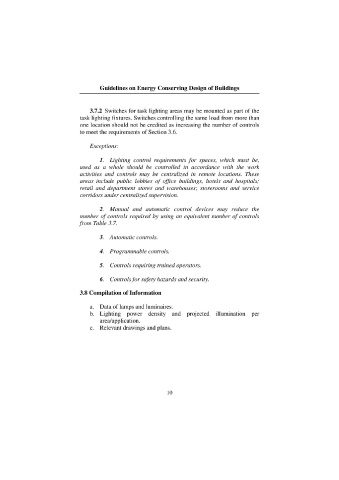 Guidelines on Energy Conserving Design of Buildings
3.7.2 Switches for task lighting areas may be mounted as part of the
task lighting fixtures. Switches controlling the same load from more than
one location should not be credited as increasing the number of controls
to meet the requirements of Section 3.6.
Exceptions:
1. Lighting control requirements for spaces, which must be,
used as a whole should be controlled in accordance with the work
activities and controls may be centralized in remote locations. These
areas include public lobbies of office buildings, hotels and hospitals;
retail and department stores and warehouses; storerooms and service
corridors under centralized supervision.
2. Manual and automatic control devices may reduce the
number of controls required by using an equivalent number of controls
from Table 3.7.
3. Automatic controls.
4. Programmable controls.
5. Controls requiring trained operators.
6. Controls for safety hazards and security.
3.8 Compilation of Information
a. Data of lamps and luminaires.
b. Lighting power density and projected illumination per
area/application.
c. Relevant drawings and plans.
10